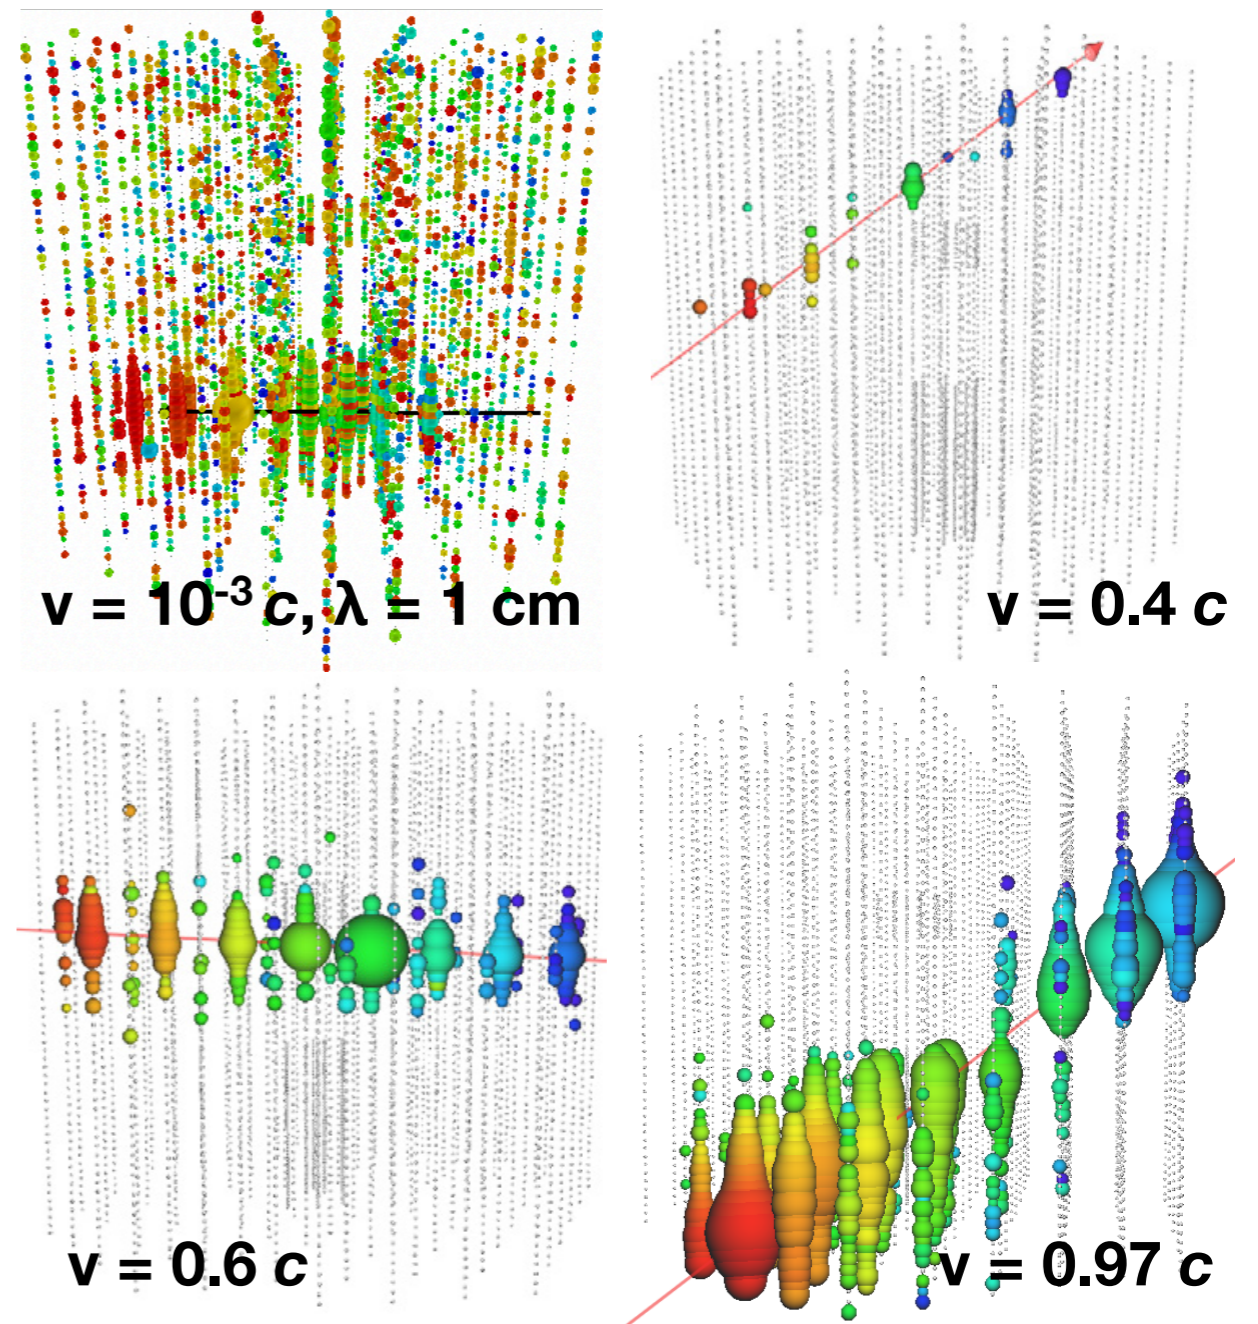 v = 10⁻³ c, λ = 1 cm
v = 0.4 c
v = 0.6 c
v = 0.97 c